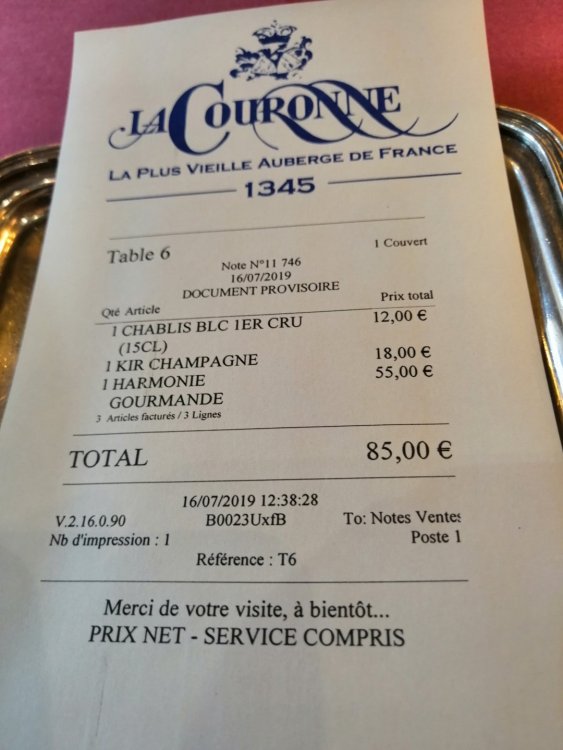 LA COURONNE
LA PLUS VIEILLE AUBERGE DE FRANCE
1345
Table 6
1 Couvert
Note N°11 746
16/07/2019
DOCUMENT PROVISOIRE
Qté Article Prix total
1 CHABLIS BLC 1ER CRU 12,00 €
(15CL)
1 KIR CHAMPAGNE 18,00 €
1 HARMONIE 55,00 €
GOURMANDE
3 Articles facturés / 3 Lignes
TOTAL 85,00 €
16/07/2019 12:38:28
V.2.16.0.90 B0023UxfB To: Notes Ventes
Nb d'impression : 1 Poste 1
Référence : T6
Merci de votre visite, à bientôt...
PRIX NET - SERVICE COMPRIS